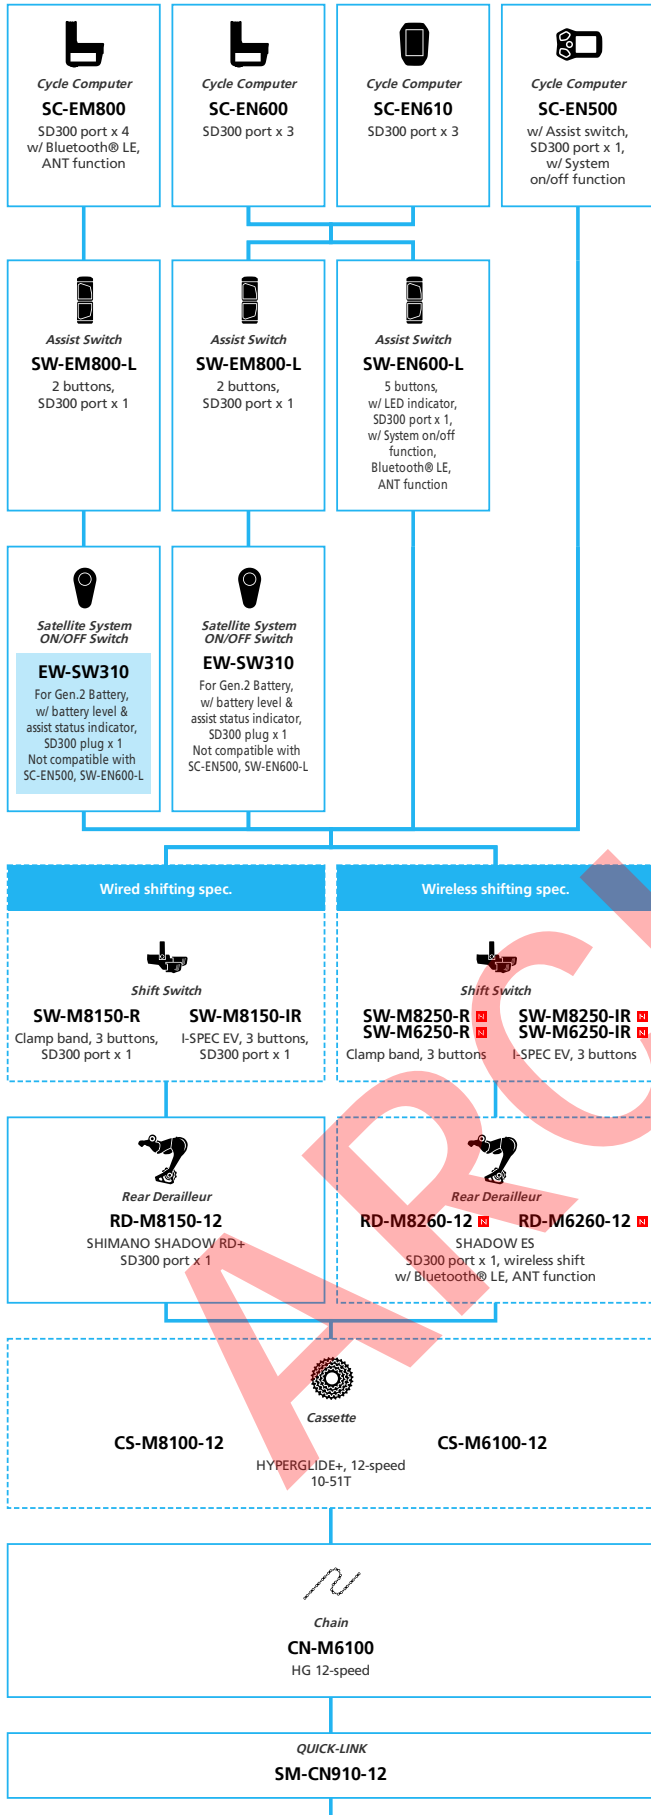 Cycle Computer
SC-EM800
SD300 port x 4
w/ Bluetooth® LE,
ANT function
Cycle Computer
SC-EN600
SD300 port x 3
Cycle Computer
SC-EN610
SD300 port x 3
Cycle Computer
SC-EN500
w/ Assist switch,
SD300 port x 1,
w/ System
on/off function
Assist Switch
SW-EM800-L
2 buttons,
SD300 port x 1
Assist Switch
SW-EM800-L
2 buttons,
SD300 port x 1
Assist Switch
SW-EN600-L
5 buttons,
w/ LED indicator,
SD300 port x 1,
w/ System on/off
function,
Bluetooth® LE,
ANT function
Satellite System
ON/OFF Switch
EW-SW310
For Gen.2 Battery,
w/ battery level &
assist status indicator,
SD300 plug x 1
Not compatible with
SC-EN500, SW-EN600-L
Satellite System
ON/OFF Switch
EW-SW310
For Gen.2 Battery,
w/ battery level &
assist status indicator,
SD300 plug x 1
Not compatible with
SC-EN500, SW-EN600-L
Wired shifting spec.
Shift Switch
SW-M8150-R
Clamp band, 3 buttons,
SD300 port x 1
SW-M8150-IR
I-SPEC EV, 3 buttons,
SD300 port x 1
Wireless shifting spec.
Shift Switch
SW-M8250-R N
SW-M6250-R N
Clamp band, 3 buttons
SW-M8250-IR N
SW-M6250-IR N
I-SPEC EV, 3 buttons
Rear Derailleur
RD-M8150-12
SHIMANO SHADOW RD+
SD300 port x 1
Rear Derailleur
RD-M8260-12 N RD-M6260-12 N
SHADOW ES
SD300 port x 1, wireless shift
w/ Bluetooth® LE, ANT function
Cassette
CS-M8100-12 CS-M6100-12
HYPERGLIDE+, 12-speed
10-51T
Chain
CN-M6100
HG 12-speed
QUICK-LINK
SM-CN910-12